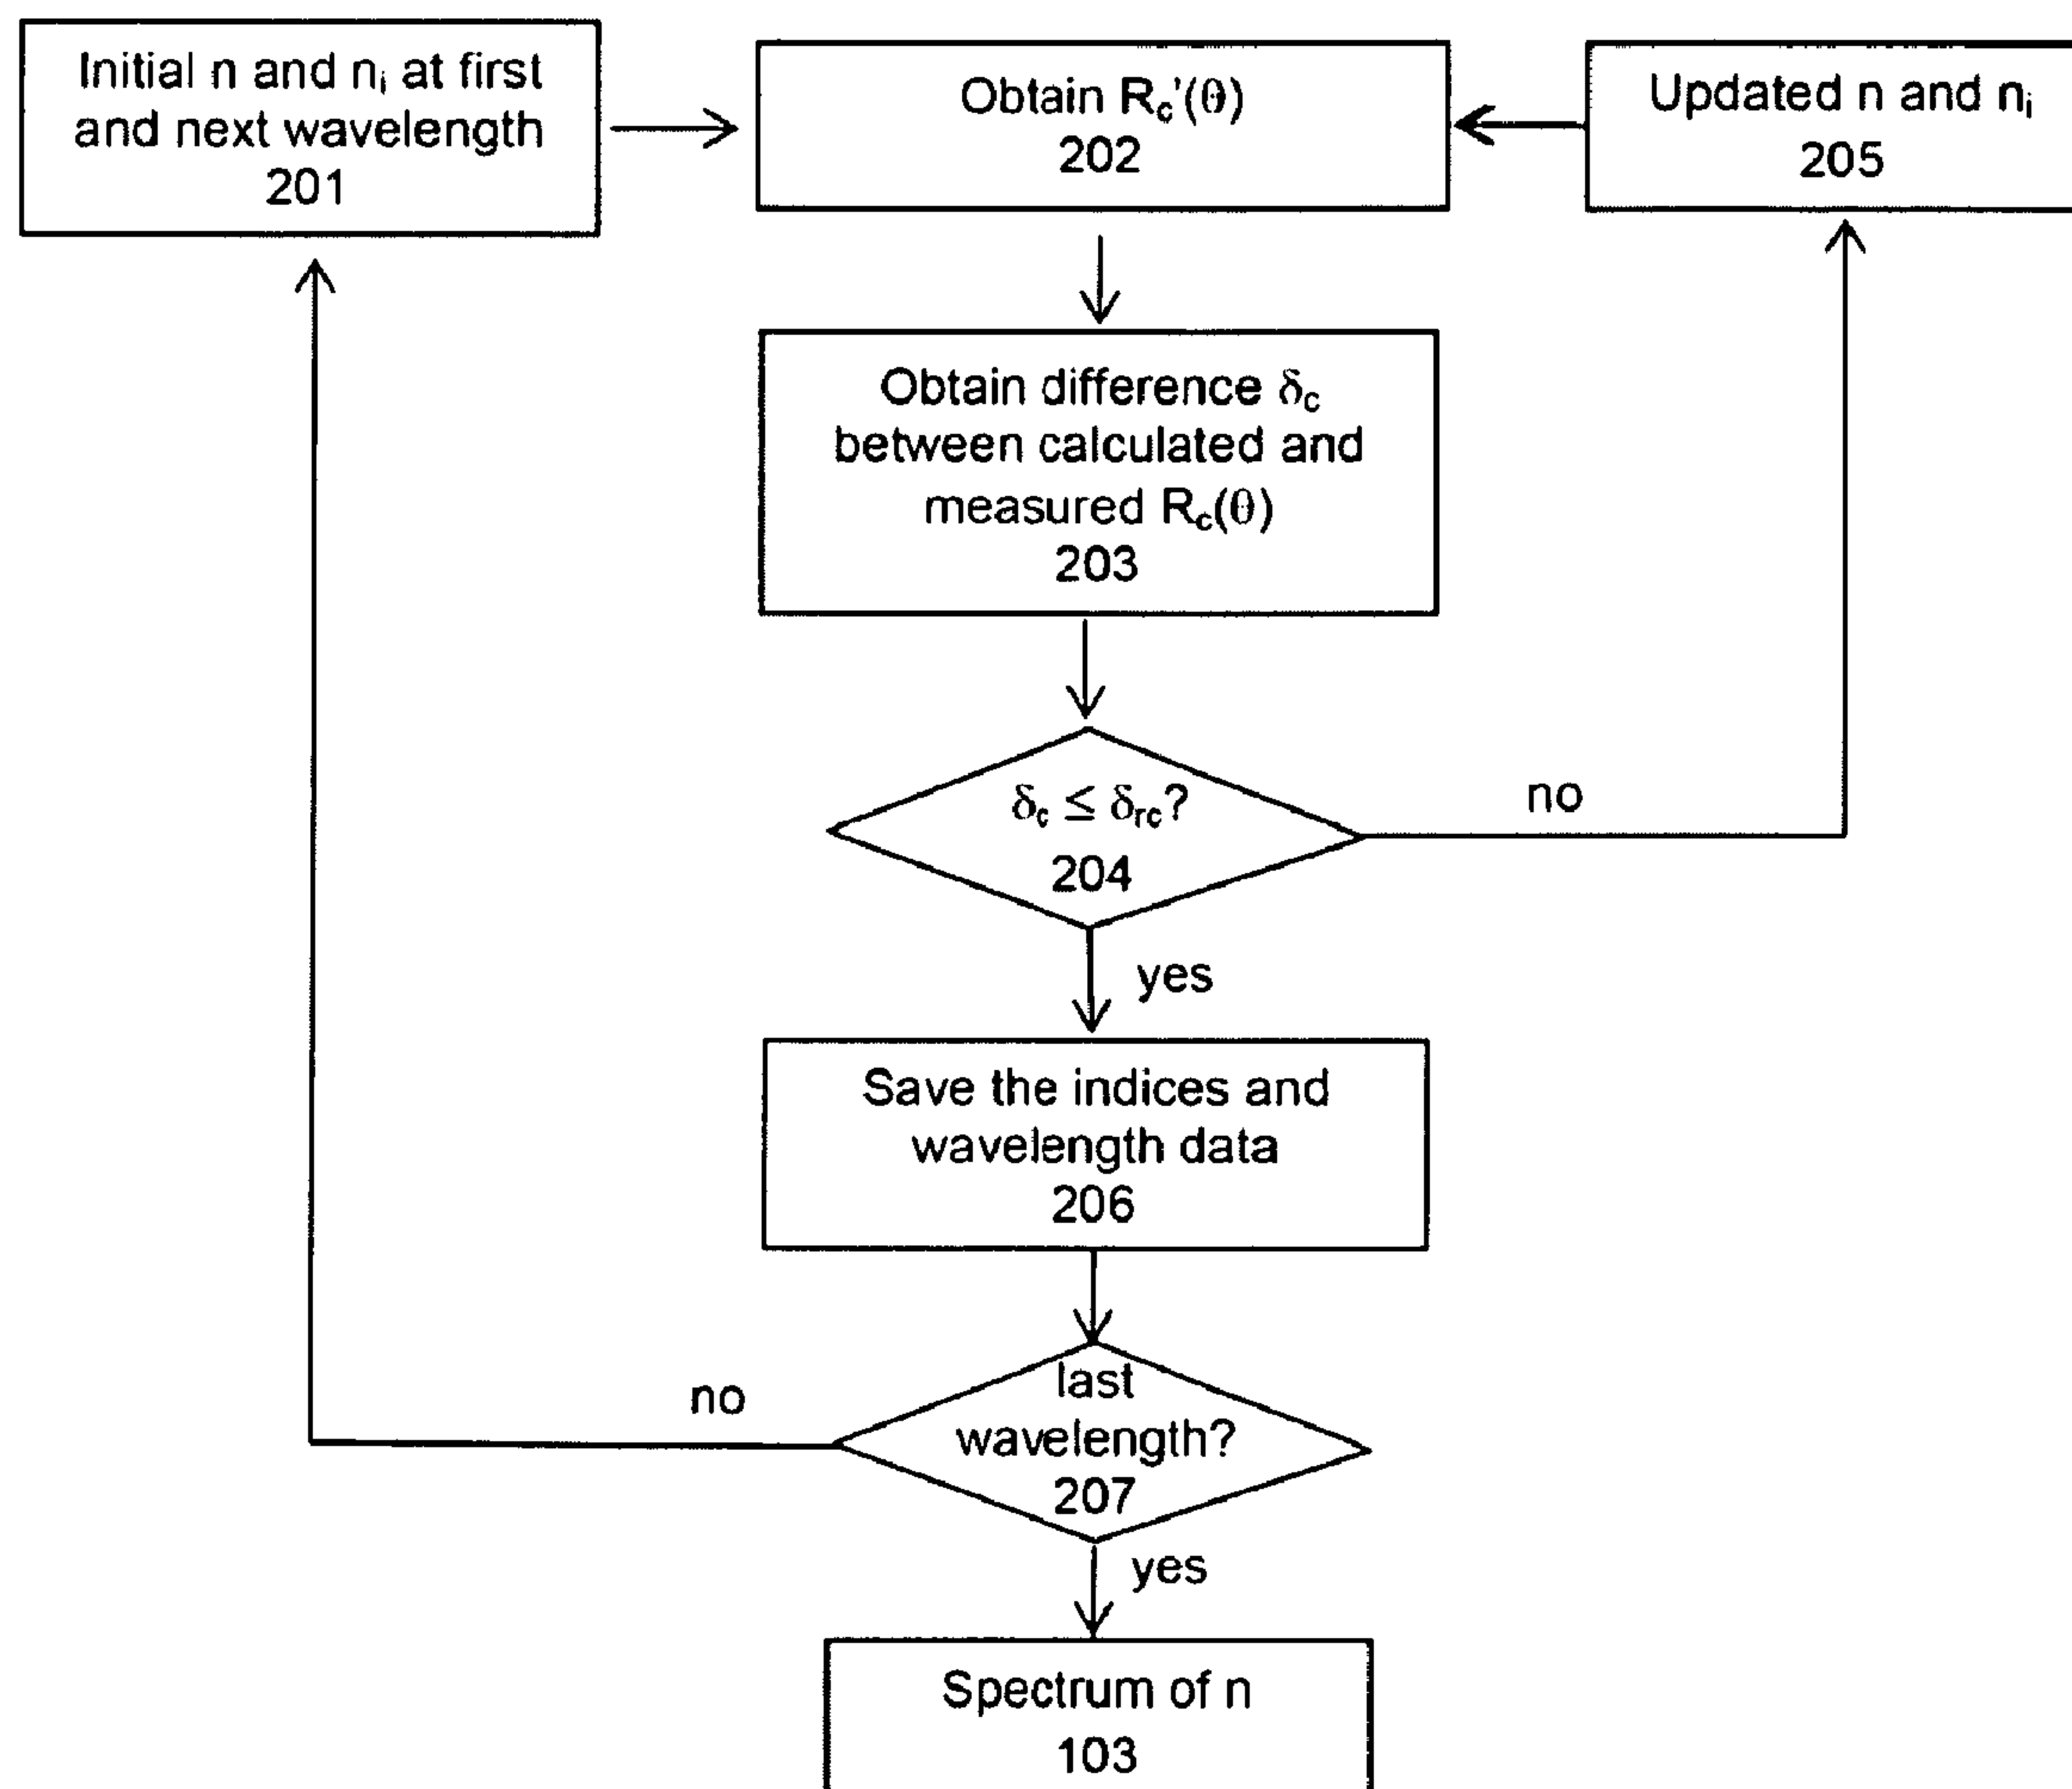 Initial n and nᵢ at first
and next wavelength
201
Obtain R꜀'(θ)
202
Updated n and nᵢ
205
Obtain difference δ꜀
between calculated and
measured R꜀(θ)
203
δ꜀ ≤ δᵣ꜀?
204
no
yes
Save the indices and
wavelength data
206
no
last
wavelength?
207
yes
Spectrum of n
103